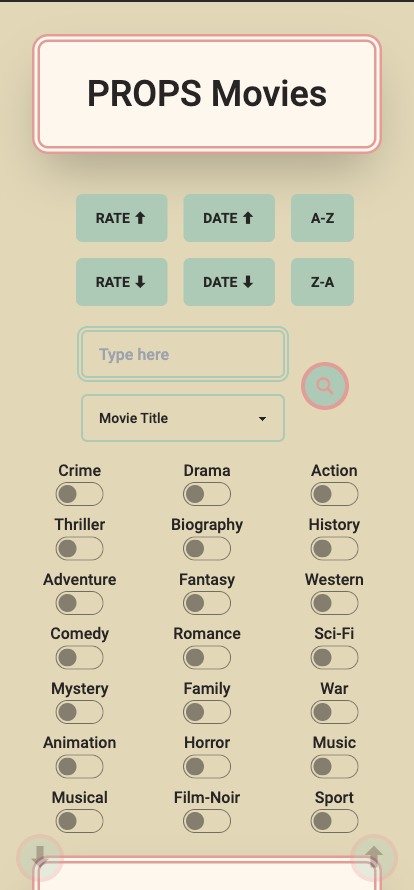 PROPS Movies
RATE ⬆ DATE ⬆ A-Z
RATE ⬇ DATE ⬇ Z-A
Type here
Movie Title
Crime Drama Action
Thriller Biography History
Adventure Fantasy Western
Comedy Romance Sci-Fi
Mystery Family War
Animation Horror Music
Musical Film-Noir Sport